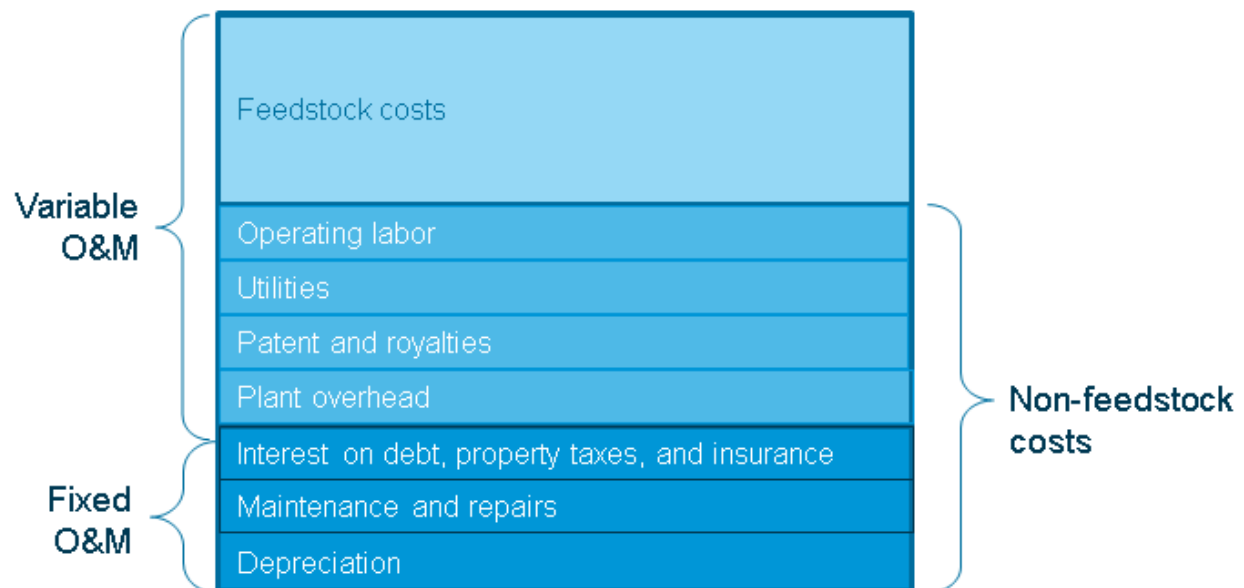 Feedstock costs
Variable
O&M
Operating labor
Utilities
Patent and royalties
Plant overhead
Non-feedstock
costs
Interest on debt, property taxes, and insurance
Fixed
O&M
Maintenance and repairs
Depreciation